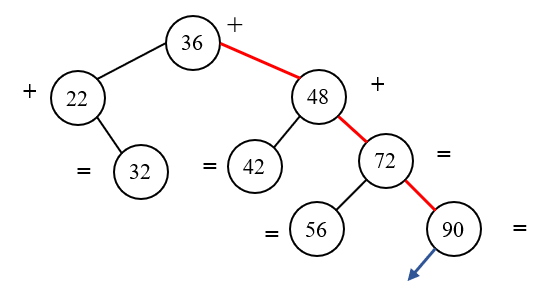 36 +
+ 22 48 +
= 32 = 42 72 =
= 56 90 =